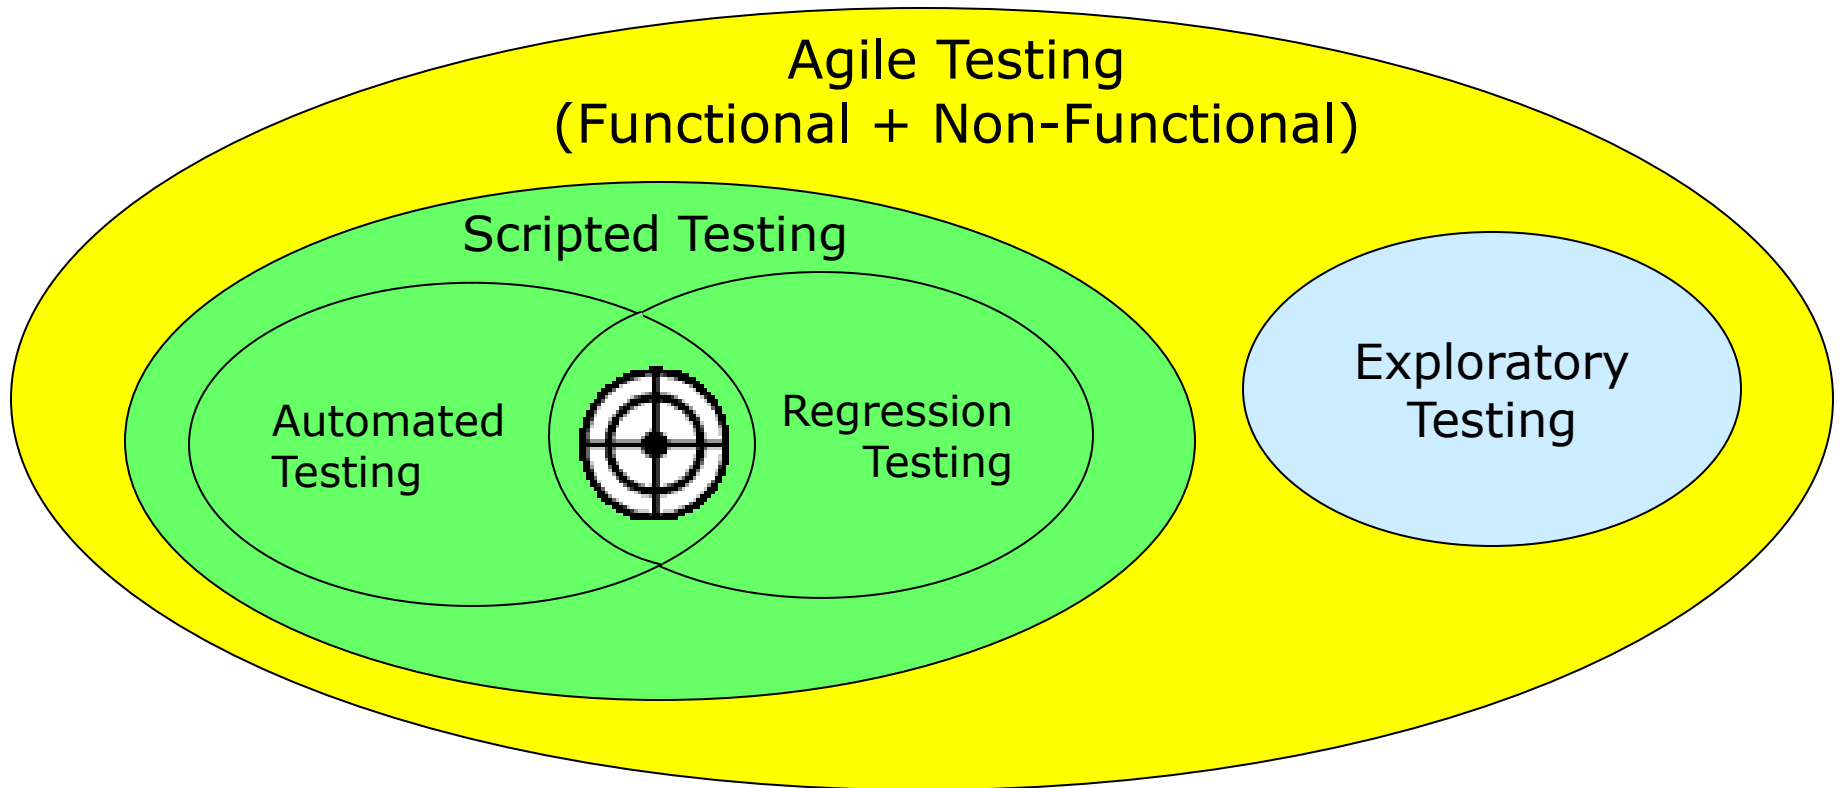 Agile Testing
(Functional + Non-Functional)
Scripted Testing
Automated
Testing
Regression
Testing
Exploratory
Testing